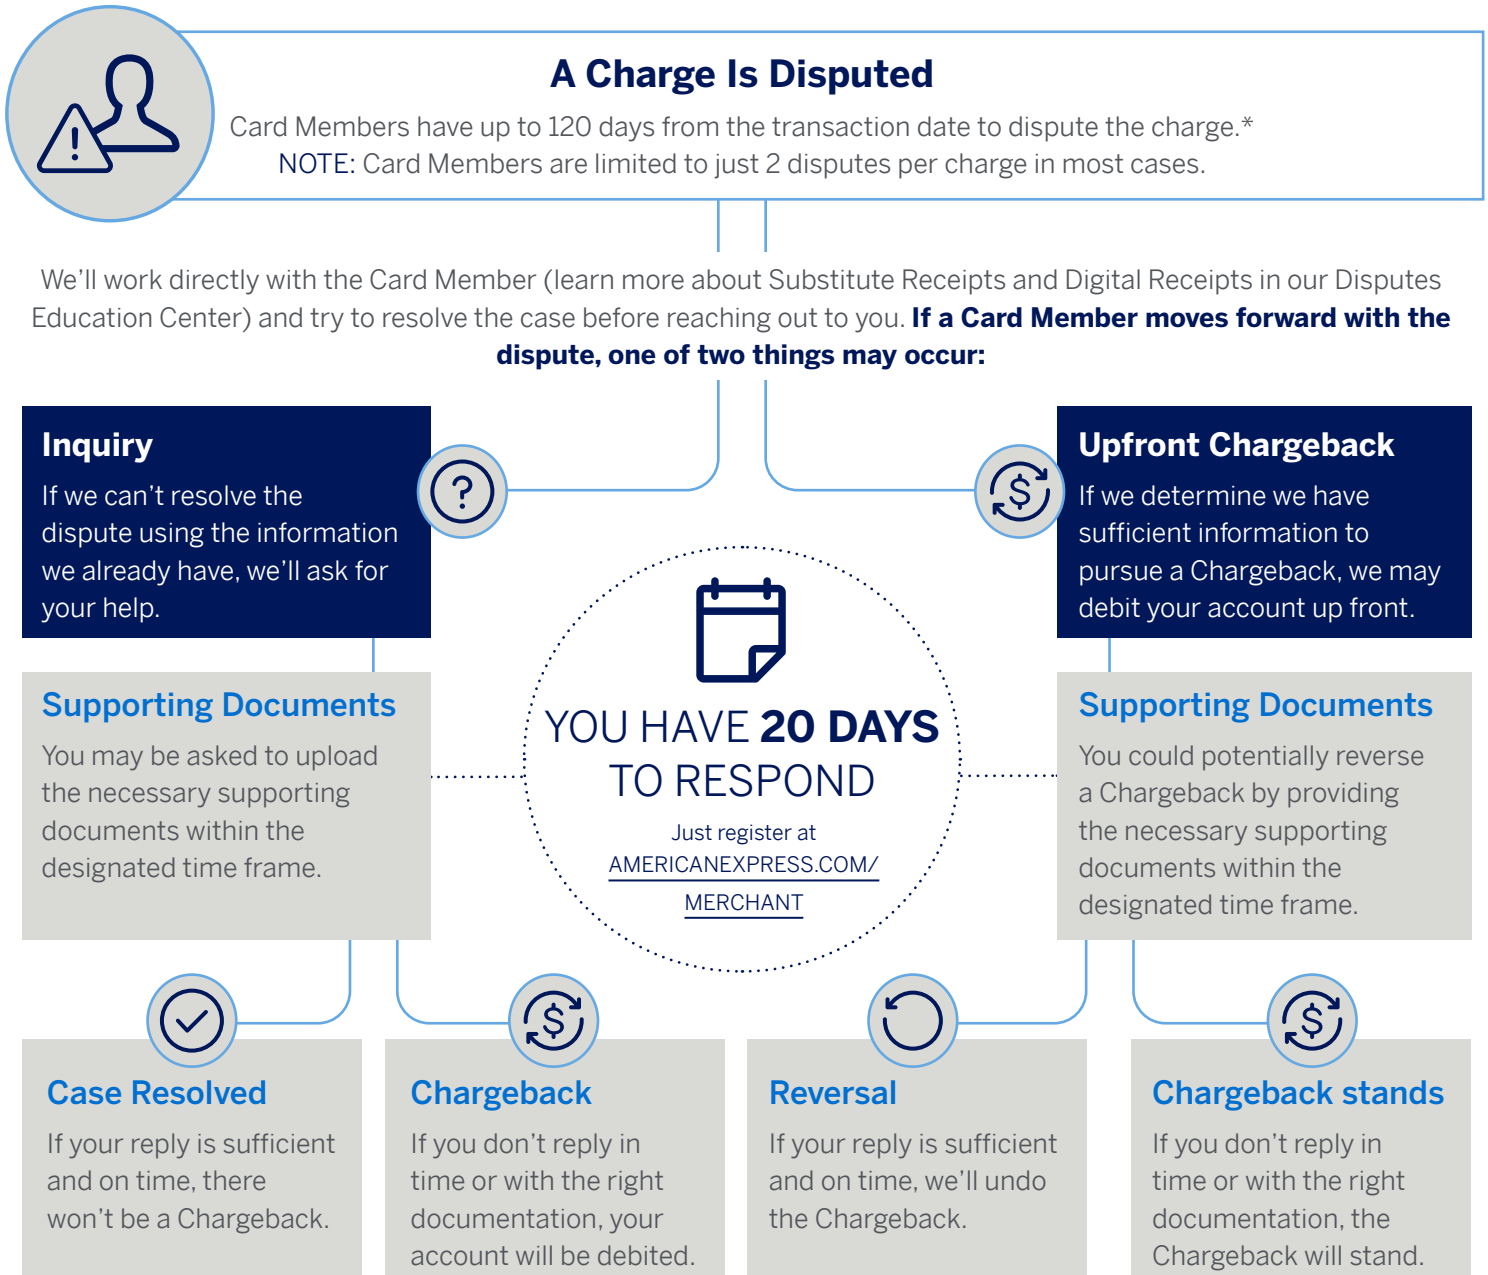 A Charge Is Disputed
Card Members have up to 120 days from the transaction date to dispute the charge.*
NOTE: Card Members are limited to just 2 disputes per charge in most cases.
We'll work directly with the Card Member (learn more about Substitute Receipts and Digital Receipts in our Disputes
Education Center) and try to resolve the case before reaching out to you. If a Card Member moves forward with the
dispute, one of two things may occur:
Inquiry
If we can't resolve the
dispute using the information
we already have, we'll ask for
your help.
?
Upfront Chargeback
If we determine we have
sufficient information to
pursue a Chargeback, we may
debit your account up front.
$
Supporting Documents
You may be asked to upload
the necessary supporting
documents within the
designated time frame.
YOU HAVE 20 DAYS
TO RESPOND
Just register at
AMERICANEXPRESS.COM/
MERCHANT
Supporting Documents
You could potentially reverse
a Chargeback by providing
the necessary supporting
documents within the
designated time frame.
Case Resolved
If your reply is sufficient
and on time, there
won't be a Chargeback.
$
Chargeback
If you don't reply in
time or with the right
documentation, your
account will be debited.
Reversal
If your reply is sufficient
and on time, we'll undo
the Chargeback.
$
Chargeback stands
If you don't reply in
time or with the right
documentation, the
Chargeback will stand.